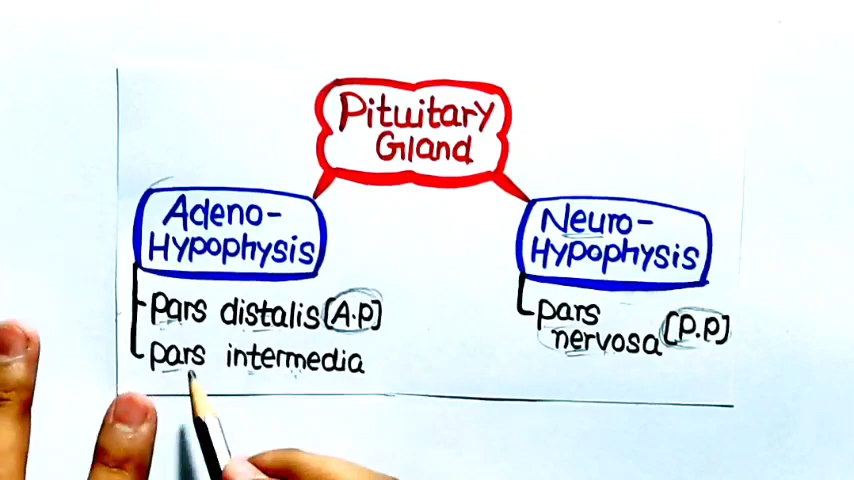 Pituitary
Gland
Adeno-
Hypophysis
pars distalis [A.p]
pars intermedia
Neuro-
Hypophysis
pars
nervosa [P.p]